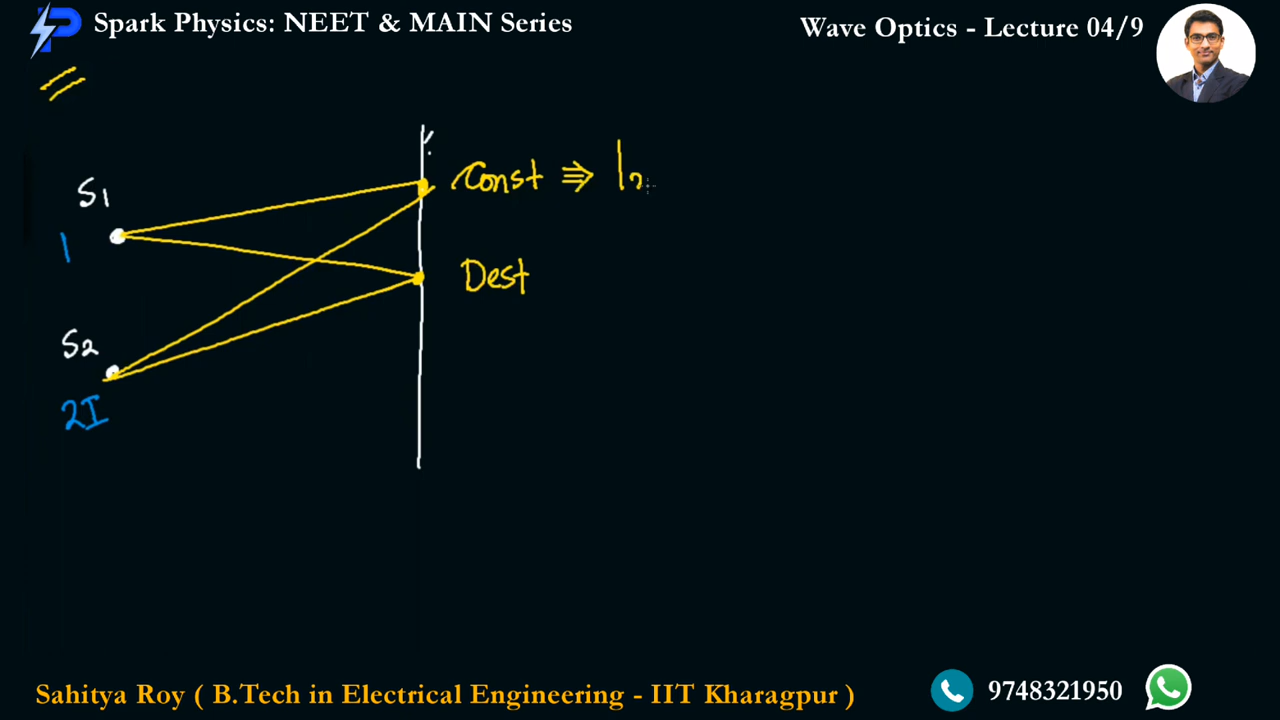 Spark Physics: NEET & MAIN Series
Wave Optics - Lecture 04/9
S1
Const ⇒
I
Dest
S2
2I
Sahitya Roy ( B.Tech in Electrical Engineering - IIT Kharagpur )
9748321950